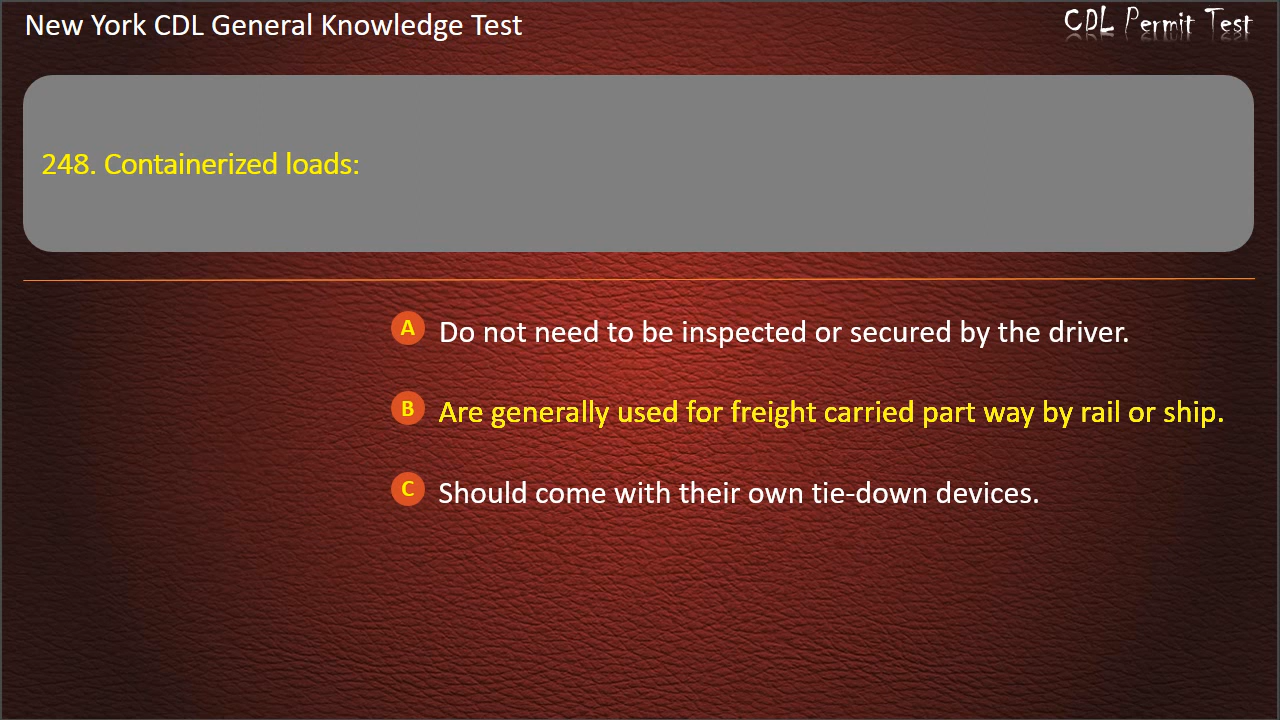 New York CDL General Knowledge Test
CDL Permit Test
248. Containerized loads:
A Do not need to be inspected or secured by the driver.
B Are generally used for freight carried part way by rail or ship.
C Should come with their own tie-down devices.